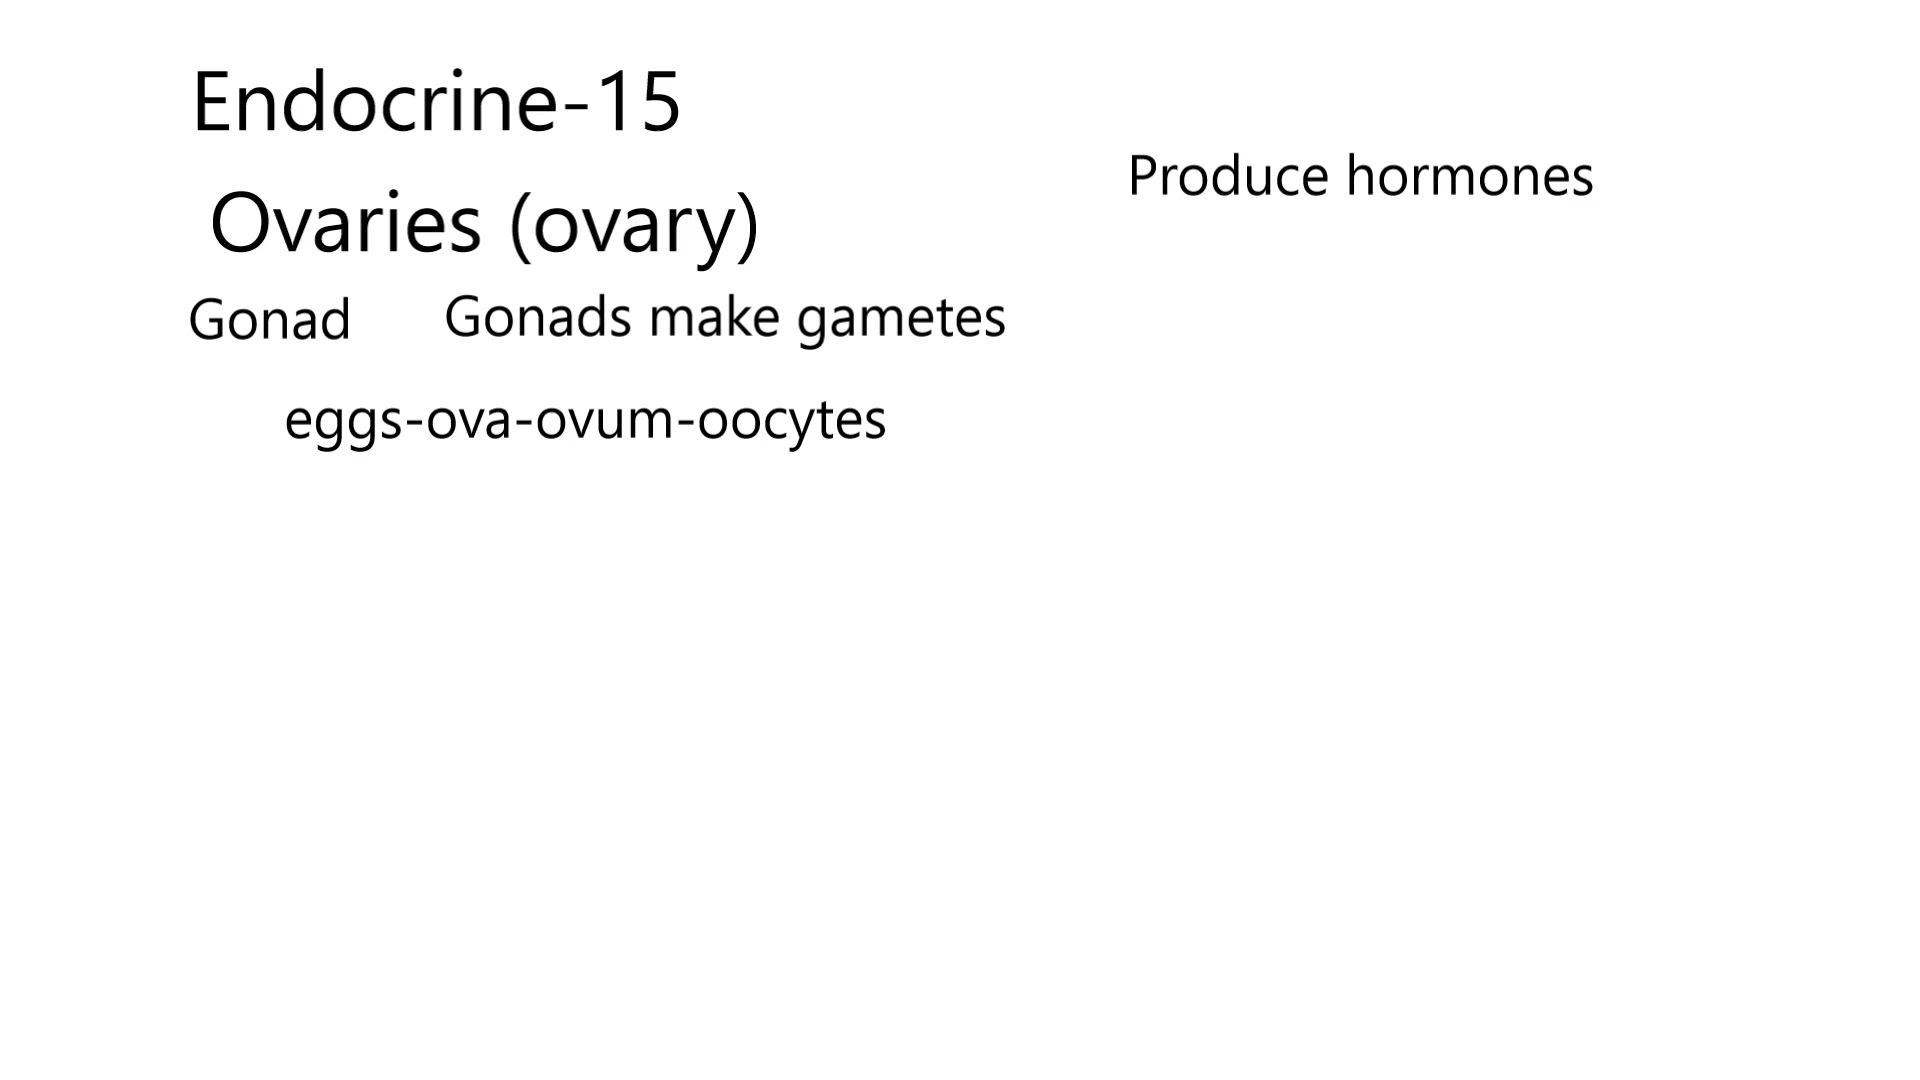 Endocrine-15
Ovaries (ovary)
Produce hormones
Gonad
Gonads make gametes
eggs-ova-ovum-oocytes